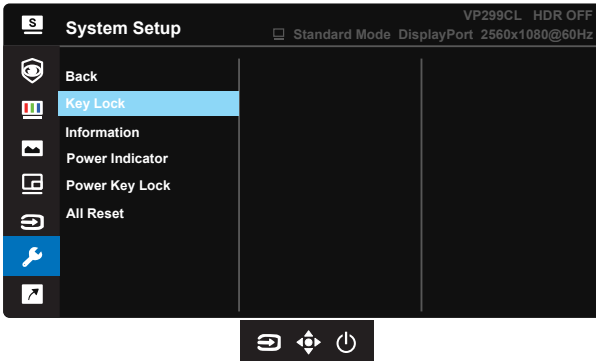 S System Setup
VP299CL HDR OFF
Standard Mode DisplayPort 2560x1080@60Hz
Back
Key Lock
Information
Power Indicator
Power Key Lock
All Reset